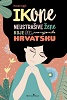 IKone
NEUSTRAŠIVE ŽENE
KOJE SU
HRVATSKU